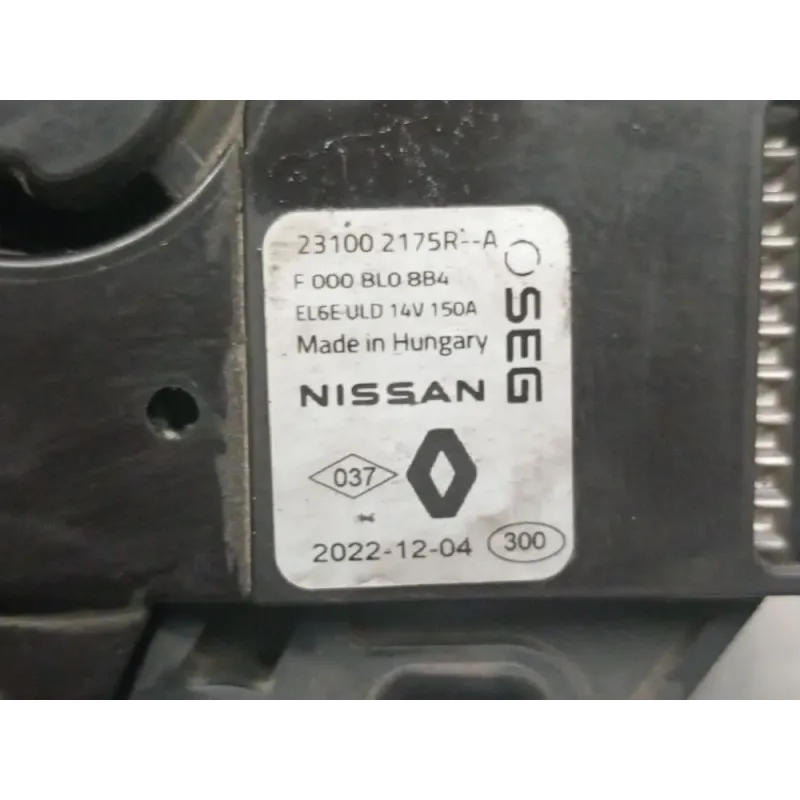 23100 2175R--A
F 000 BL0 8B4
EL6E-ULD 14V 150A
Made in Hungary
NISSAN
SEG
037
2022-12-04 300